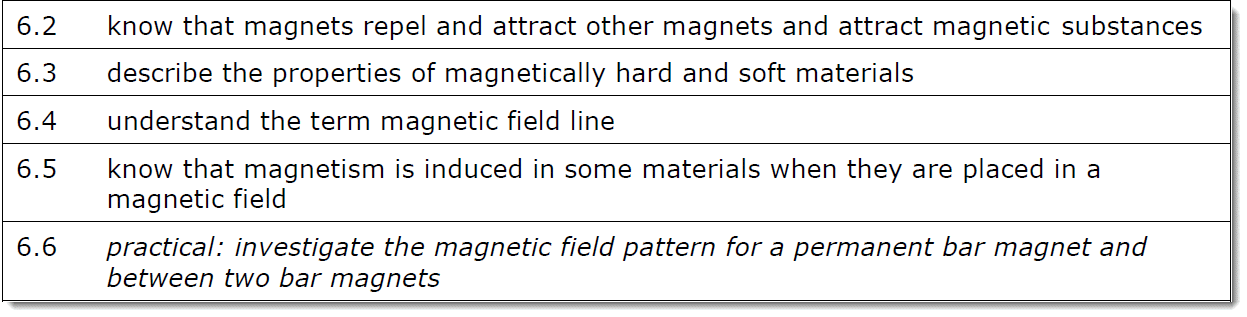 6.2 know that magnets repel and attract other magnets and attract magnetic substances
6.3 describe the properties of magnetically hard and soft materials
6.4 understand the term magnetic field line
6.5 know that magnetism is induced in some materials when they are placed in a
magnetic field
6.6 practical: investigate the magnetic field pattern for a permanent bar magnet and
between two bar magnets